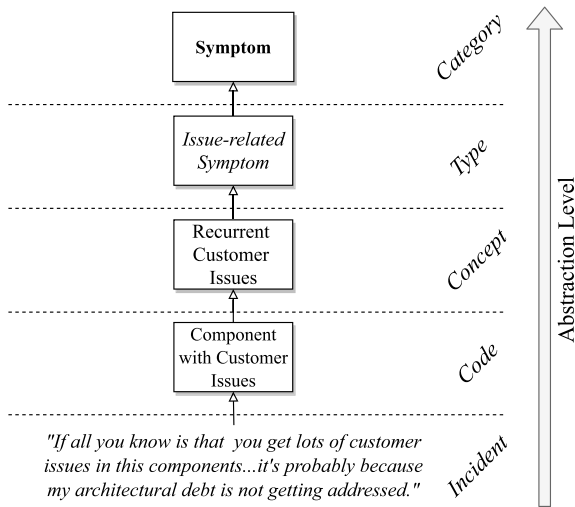 Symptom
Category
Issue-related
Symptom
Type
Recurrent
Customer
Issues
Concept
Component
with Customer
Issues
Code
"If all you know is that you get lots of customer
issues in this components...it's probably because
my architectural debt is not getting addressed."
Incident
Abstraction Level